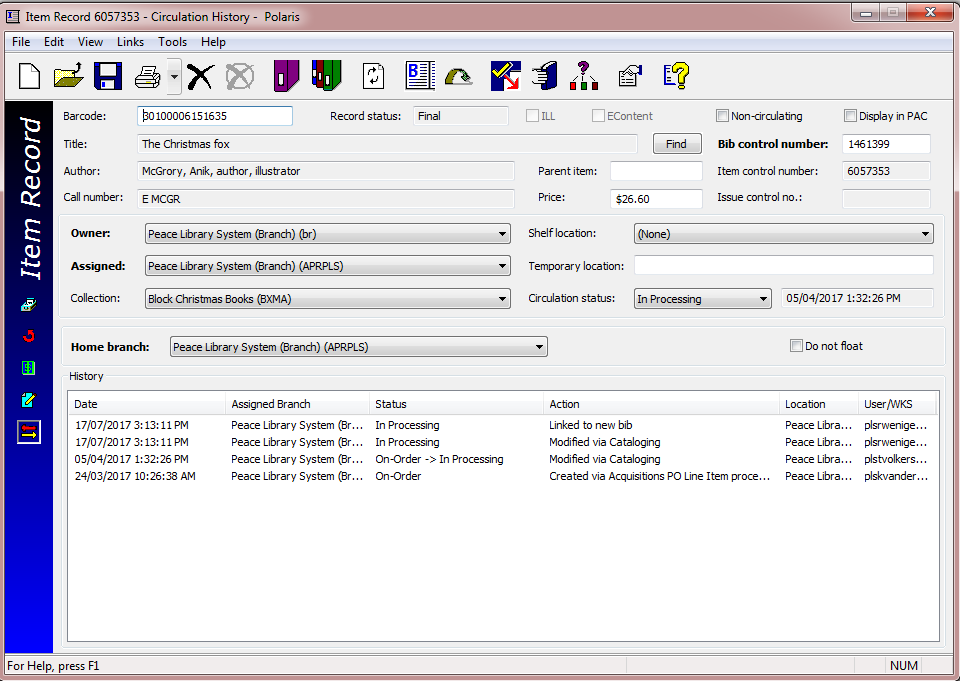 Item Record 6057353 - Circulation History - Polaris
File Edit View Links Tools Help
Item Record
Barcode: 30100006151635 Record status: Final ILL EContent Non-circulating Display in PAC
Title: The Christmas fox Find Bib control number: 1461399
Author: McGrory, Anik, author, illustrator Parent item: Item control number: 6057353
Call number: E MCGR Price: $26.60 Issue control no.:
Owner: Peace Library System (Branch) (br) Shelf location: (None)
Assigned: Peace Library System (Branch) (APRPLS) Temporary location:
Collection: Block Christmas Books (BXMA) Circulation status: In Processing 05/04/2017 1:32:26 PM
Home branch: Peace Library System (Branch) (APRPLS) Do not float
History
Date Assigned Branch Status Action Location User/WKS
17/07/2017 3:13:11 PM Peace Library System (Br... In Processing Linked to new bib Peace Libra... plsrwenige...
17/07/2017 3:13:11 PM Peace Library System (Br... In Processing Modified via Cataloging Peace Libra... plsrwenige...
05/04/2017 1:32:26 PM Peace Library System (Br... On-Order -> In Processing Modified via Cataloging Peace Libra... plstvolkers...
24/03/2017 10:26:38 AM Peace Library System (Br... On-Order Created via Acquisitions PO Line Item proce... Peace Libra... plskvander...
For Help, press F1 NUM